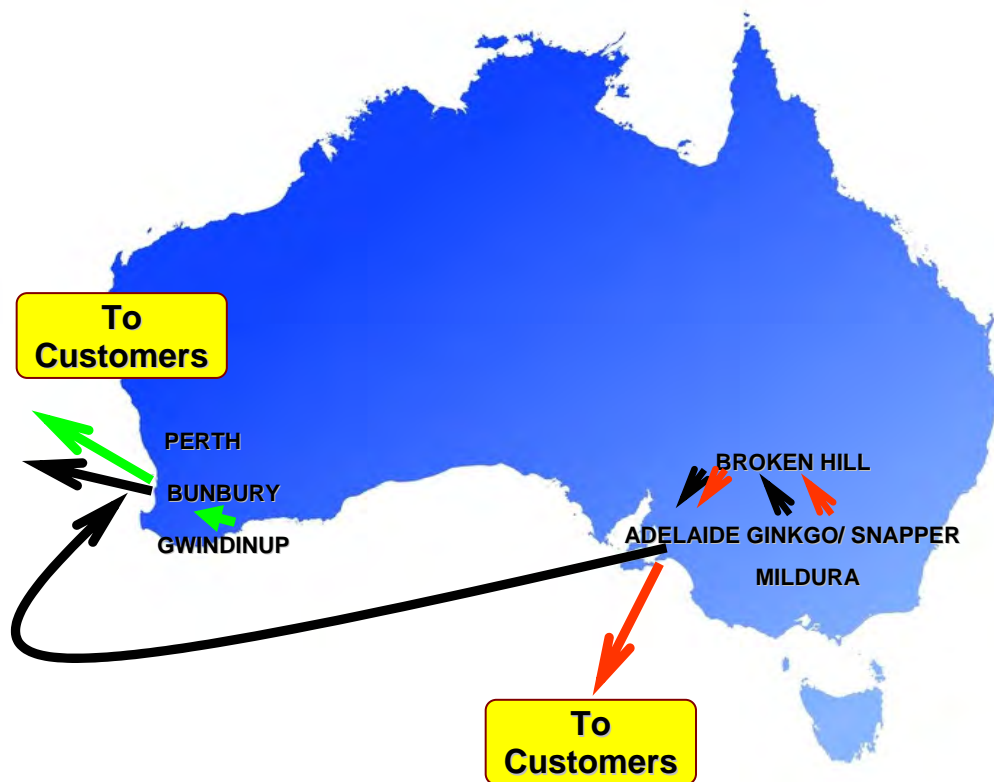 To
Customers
PERTH
BROKEN HILL
BUNBURY
ADELAIDE GINKGO/ SNAPPER
GWINDINUP
MILDURA
To
Customers